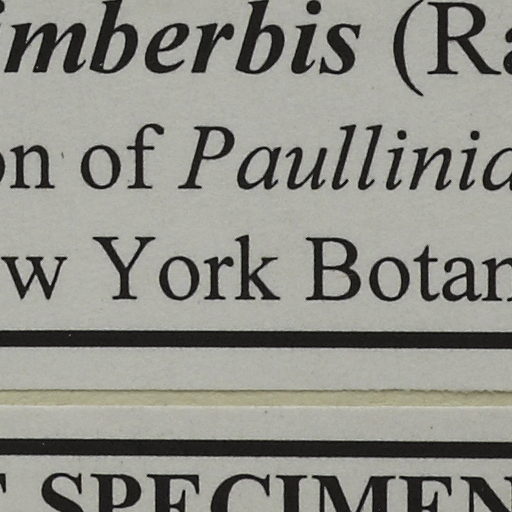 imberbis (Ra
on of Paullinia
w York Botan
SPECIMEN